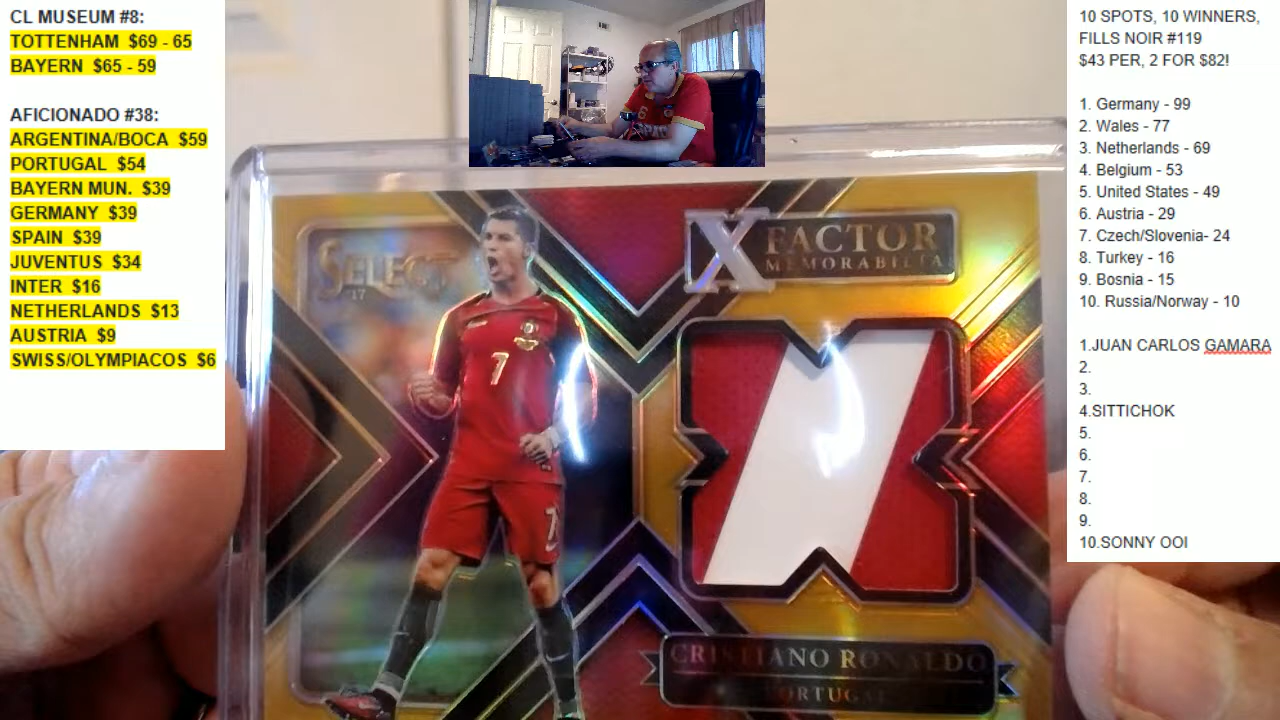 CL MUSEUM #8:
TOTTENHAM $69 - 65
BAYERN $65 - 59
AFICIONADO #38:
ARGENTINA/BOCA $59
PORTUGAL $54
BAYERN MUN. $39
GERMANY $39
SPAIN $39
JUVENTUS $34
INTER $16
NETHERLANDS $13
AUSTRIA $9
SWISS/OLYMPIACOS $6
SELECT
'17
7
7
X FACTOR
MEMORABILIA
CRISTIANO RONALDO
PORTUGAL
10 SPOTS, 10 WINNERS,
FILLS NOIR #119
$43 PER, 2 FOR $82!
1. Germany - 99
2. Wales - 77
3. Netherlands - 69
4. Belgium - 53
5. United States - 49
6. Austria - 29
7. Czech/Slovenia- 24
8. Turkey - 16
9. Bosnia - 15
10. Russia/Norway - 10
1.JUAN CARLOS GAMARA
2.
3.
4.SITTICHOK
5.
6.
7.
8.
9.
10.SONNY OOI